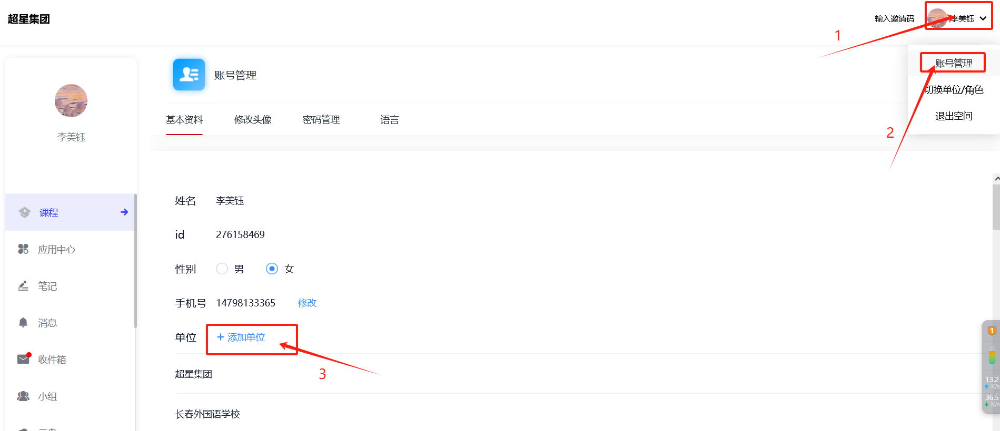 超星集团
输入邀请码
李美钰
1
账号管理
切换单位/角色
退出空间
2
李美钰
课程
应用中心
笔记
消息
收件箱
小组
账号管理
基本资料 修改头像 密码管理 语言
姓名 李美钰
id 276158469
性别 男 女
手机号 14798133365 修改
单位 + 添加单位
3
超星集团
长春外国语学校
1
13.2
K/s
36.5
K/s